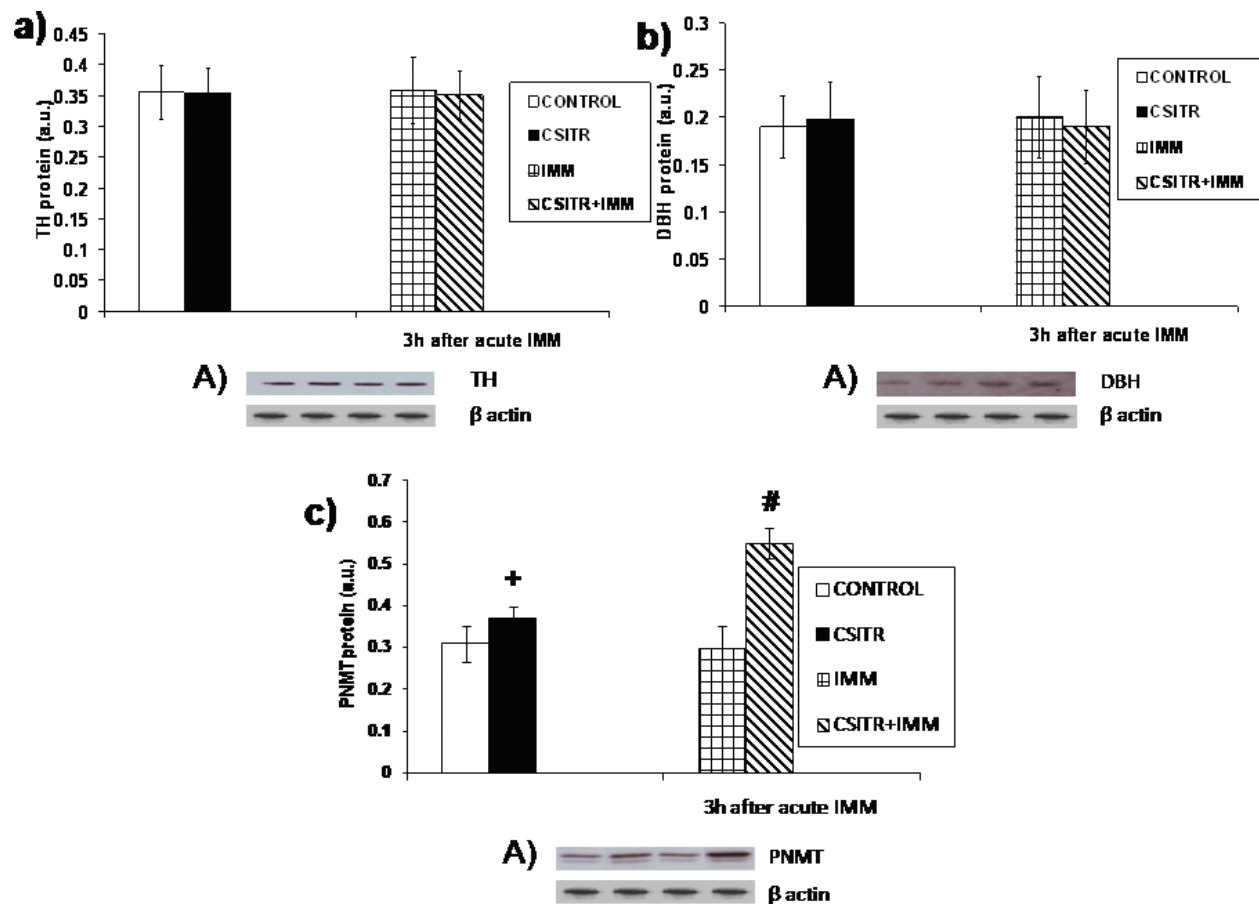 a)
0.45
0.4
0.35
0.3
0.25
0.2
0.15
0.1
0.05
0
TH protein (a.u.)
CONTROL
CSITR
IMM
CSITR+IMM
3h after acute IMM
A)
TH
β actin
b)
0.3
0.25
0.2
0.15
0.1
0.05
0
DBH protein (a.u.)
CONTROL
CSITR
IMM
CSITR+IMM
3h after acute IMM
A)
DBH
β actin
c)
0.7
0.6
0.5
0.4
0.3
0.2
0.1
0
PNMT protein (a.u.)
+
#
CONTROL
CSITR
IMM
CSITR+IMM
3h after acute IMM
A)
PNMT
β actin